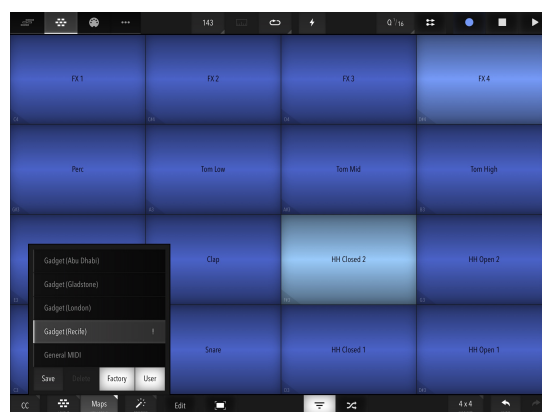 143
Q 1/16
FX 1
FX 2
FX 3
FX 4
Perc
Tom Low
Tom Mid
Tom High
Clap
HH Closed 2
HH Open 2
Gadget (Abu Dhabi)
Gadget (Gladstone)
Gadget (London)
Gadget (Recife)
General MIDI
Save
Delete
Factory
User
Snare
HH Closed 1
HH Open 1
CC
Maps
Edit
4 x 4